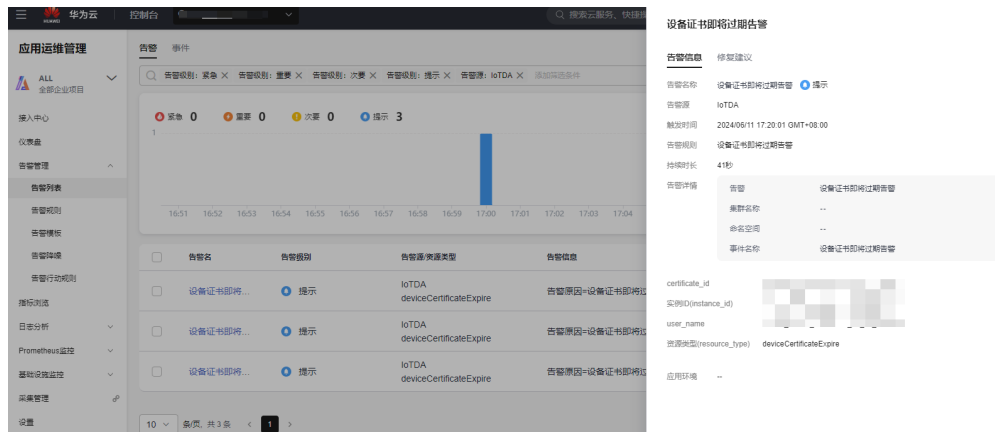 华为云 控制台 搜索云服务、快捷操
HUAWEI
应用运维管理
ALL
全部企业项目
接入中心
仪表盘
告警管理
告警列表
告警规则
告警模板
告警降噪
告警行动规则
指标浏览
日志分析
Prometheus监控
基础设施监控
采集管理
设置
告警 事件
告警级别：紧急 × 告警级别：重要 × 告警级别：次要 × 告警级别：提示 × 告警源：IoTDA × 添加筛选条件
紧急 0 重要 0 次要 0 提示 3
1
16:51 16:52 16:53 16:54 16:55 16:56 16:57 16:58 16:59 17:00 17:01 17:02 17:03 17:04
告警名 告警级别 告警源/资源类型 告警信息
设备证书即将... 提示 IoTDA 告警原因=设备证书即将过
deviceCertificateExpire
设备证书即将... 提示 IoTDA 告警原因=设备证书即将过
deviceCertificateExpire
设备证书即将... 提示 IoTDA 告警原因=设备证书即将过
deviceCertificateExpire
10 条/页, 共 3 条 < 1 >
设备证书即将过期告警
告警信息 修复建议
告警名称 设备证书即将过期告警 提示
告警源 IoTDA
触发时间 2024/06/11 17:20:01 GMT+08:00
告警规则 设备证书即将过期告警
持续时长 41秒
告警详情 告警 设备证书即将过期告警
集群名称 --
命名空间 --
事件名称 设备证书即将过期告警
certificate_id
实例ID(instance_id)
user_name
资源类型(resource_type) deviceCertificateExpire
应用环境 --